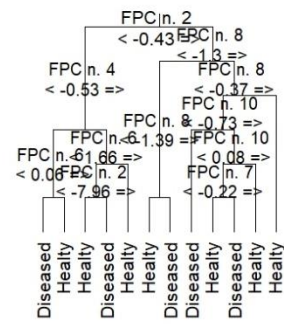 FPC n. 2
< -0.43 =>
FPC n. 8
< -1.3 =>
FPC n. 4
< -0.53 =>
FPC n. 8
< -0.37 =>
FPC n. 10
< -0.73 =>
FPC n. 8
< -1.39 =>
FPC n. 6
< 1.66 =>
FPC n. 10
< 0.08 =>
FPC n. 6
< 0.06 =>
FPC n. 2
< -7.96 =>
FPC n. 7
< -0.22 =>
Diseased
Healty
Healty
Diseased
Healty
Healty
Diseased
Diseased
Healty
Diseased
Healty
Healty